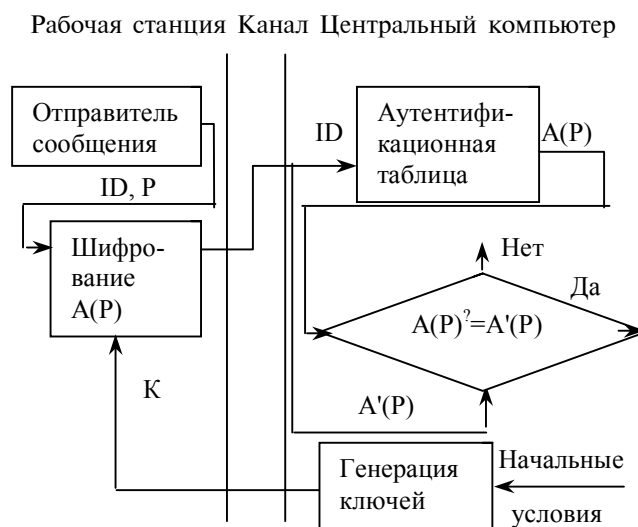 Рабочая станция Канал Центральный компьютер
Отправитель
сообщения
ID
Аутентифи-
кационная
таблица
A(P)
ID, P
Шифро-
вание
A(P)
Нет
Да
A(P)?=A'(P)
К
A'(P)
Генерация
ключей
Начальные
условия